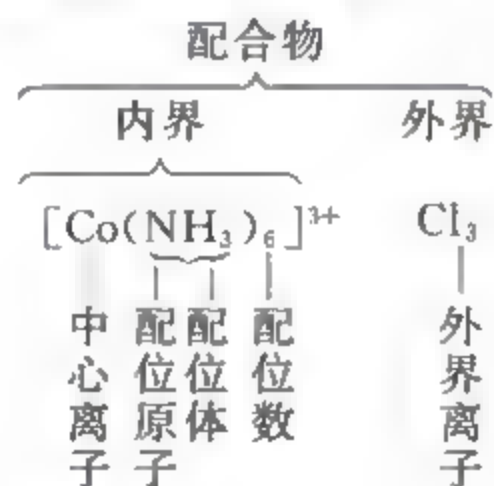 配合物
内界 外界
[Co(NH₃)₆]³⁺ Cl₃
中心离子 配位原子 配位体 配位数 外界离子